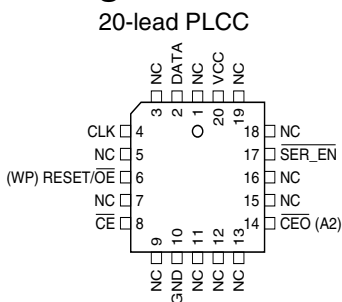 20-lead PLCC
NC
DATA
NC
VCC
NC
3
2
1
20
19
CLK 4
18 NC
NC 5
17 SER_EN
(WP) RESET/OE 6
16 NC
NC 7
15 NC
CE 8
14 CEO (A2)
9
10
11
12
13
NC
GND
NC
NC
NC